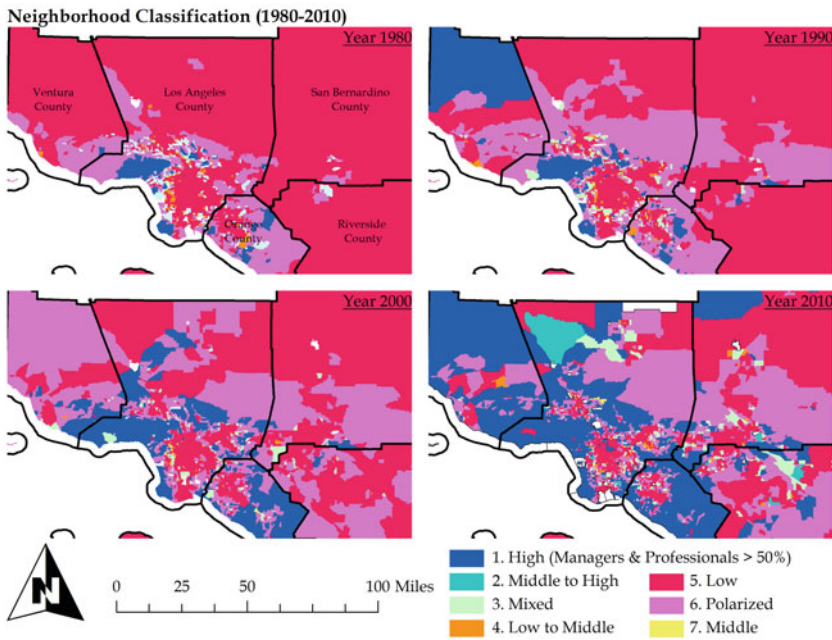 Neighborhood Classification (1980-2010)
Year 1980
Ventura
County
Los Angeles
County
San Bernardino
County
Orange
County
Riverside
County
Year 1990
Year 2000
Year 2010
N
0 25 50 100 Miles
1. High (Managers & Professionals > 50%)
2. Middle to High
3. Mixed
4. Low to Middle
5. Low
6. Polarized
7. Middle